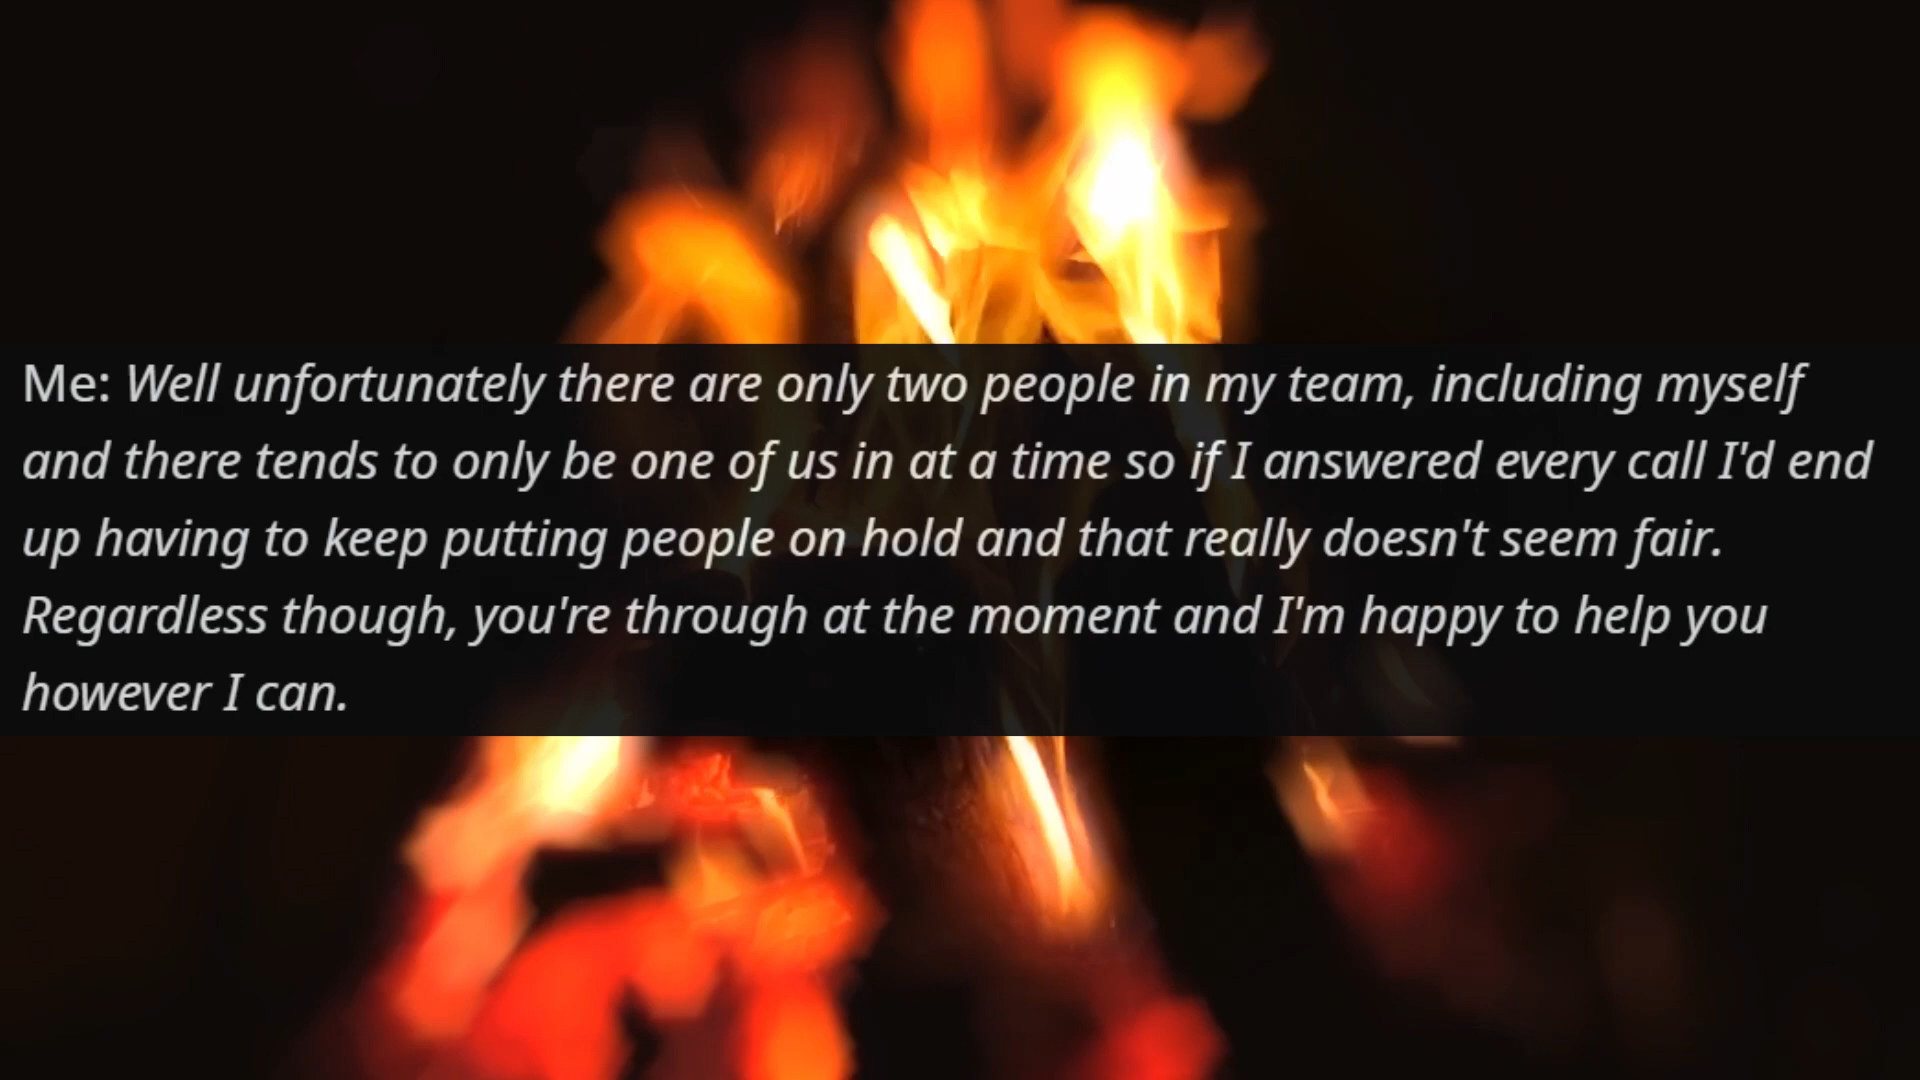 Me: Well unfortunately there are only two people in my team, including myself
and there tends to only be one of us in at a time so if I answered every call I'd end
up having to keep putting people on hold and that really doesn't seem fair.
Regardless though, you're through at the moment and I'm happy to help you
however I can.